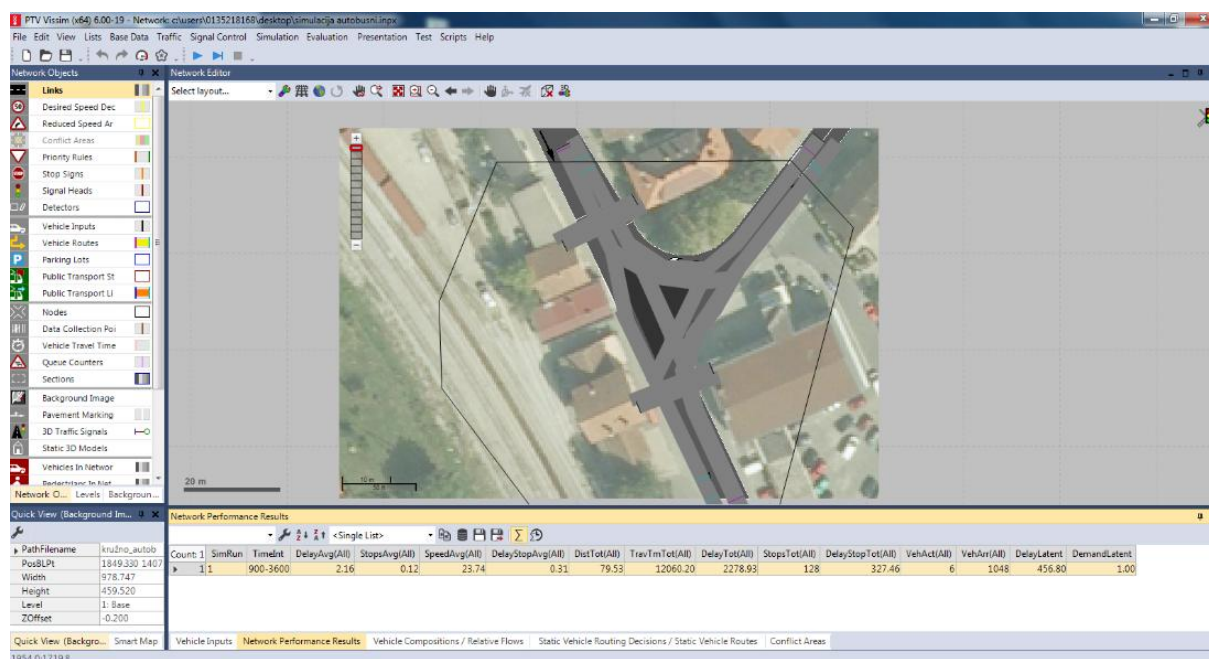 PTV Vissim (x64) 6.00-19 - Network: c:\users\0135218168\desktop\simulacija autobusni.inpx
File Edit View Lists Base Data Traffic Signal Control Simulation Evaluation Presentation Test Scripts Help
Network Objects
Network Editor
Select layout...
Links
Desired Speed Dec
Reduced Speed Ar
Conflict Areas
Priority Rules
Stop Signs
Signal Heads
Detectors
Vehicle Inputs
Vehicle Routes
Parking Lots
Public Transport St
Public Transport Li
Nodes
Data Collection Poi
Vehicle Travel Time
Queue Counters
Sections
Background Image
Pavement Marking
3D Traffic Signals
Static 3D Models
Vehicles In Networ
Pedestrians In Net
Network O... Levels Backgroun...
20 m
10 m
Quick View (Background Im...
PathFilename kružno_autob
PosBLPt 1849.330 1407
Width 978.747
Height 459.520
Level 1: Base
ZOffset -0.200
Quick View (Backgro... Smart Map
Network Performance Results
<Single List>
Count: 1 SimRun TimeInt DelayAvg(All) StopsAvg(All) SpeedAvg(All) DelayStopAvg(All) DistTot(All) TravTmTot(All) DelayTot(All) StopsTot(All) DelayStopTot(All) VehAct(All) VehArr(All) DelayLatent DemandLatent
1 1 900-3600 2.16 0.12 23.74 0.31 79.53 12060.20 2278.93 128 327.46 6 1048 456.80 1.00
Vehicle Inputs Network Performance Results Vehicle Compositions / Relative Flows Static Vehicle Routing Decisions / Static Vehicle Routes Conflict Areas